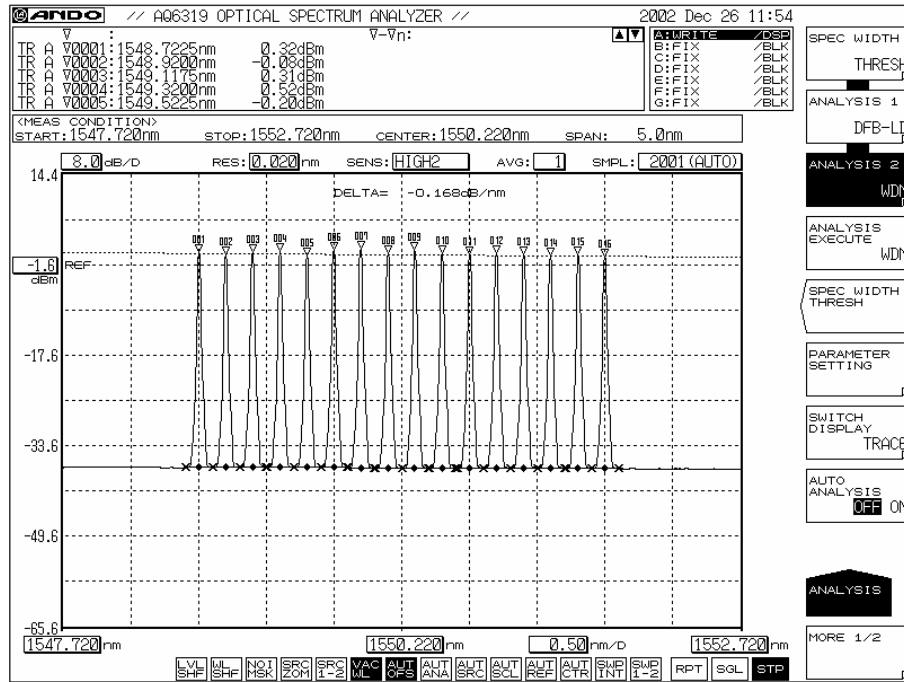 ANDO // AQ6319 OPTICAL SPECTRUM ANALYZER // 2002 Dec 26 11:54
▽ : ▽-▽n:
TR A ▽0001:1548.7225nm 0.32dBm
TR A ▽0002:1548.9200nm -0.08dBm
TR A ▽0003:1549.1175nm 0.31dBm
TR A ▽0004:1549.3200nm 0.52dBm
TR A ▽0005:1549.5225nm -0.20dBm
A:WRITE /DSP
B:FIX /BLK
C:FIX /BLK
D:FIX /BLK
E:FIX /BLK
F:FIX /BLK
G:FIX /BLK
<MEAS CONDITION>
START:1547.720nm STOP:1552.720nm CENTER:1550.220nm SPAN: 5.0nm
8.0 dB/D RES:0.020 nm SENS:HIGH2 AVG: 1 SMPL: 2001(AUTO)
14.4
DELTA= -0.168dB/nm
001 002 003 004 005 006 007 008 009 010 011 012 013 014 015 016
-1.6 REF
dBm
-17.6
-33.6
-49.6
-65.6
1547.720 nm 1550.220 nm 0.50 nm/D 1552.720 nm
LVL SHF
WL SHF
NOI MSK
SRC ZOM
SRC 1-2
VAC WL
AUT OFS
AUT ANA
AUT SRC
AUT SCL
AUT REF
AUT CTR
SWP INT
SWP 1-2
RPT
SGL
STP
SPEC WIDTH
THRESH
ANALYSIS 1
DFB-LD
ANALYSIS 2
WDM
ANALYSIS
EXECUTE
WDM
SPEC WIDTH
THRESH
PARAMETER
SETTING
SWITCH
DISPLAY
TRACE
AUTO
ANALYSIS
OFF ON
ANALYSIS
MORE 1/2